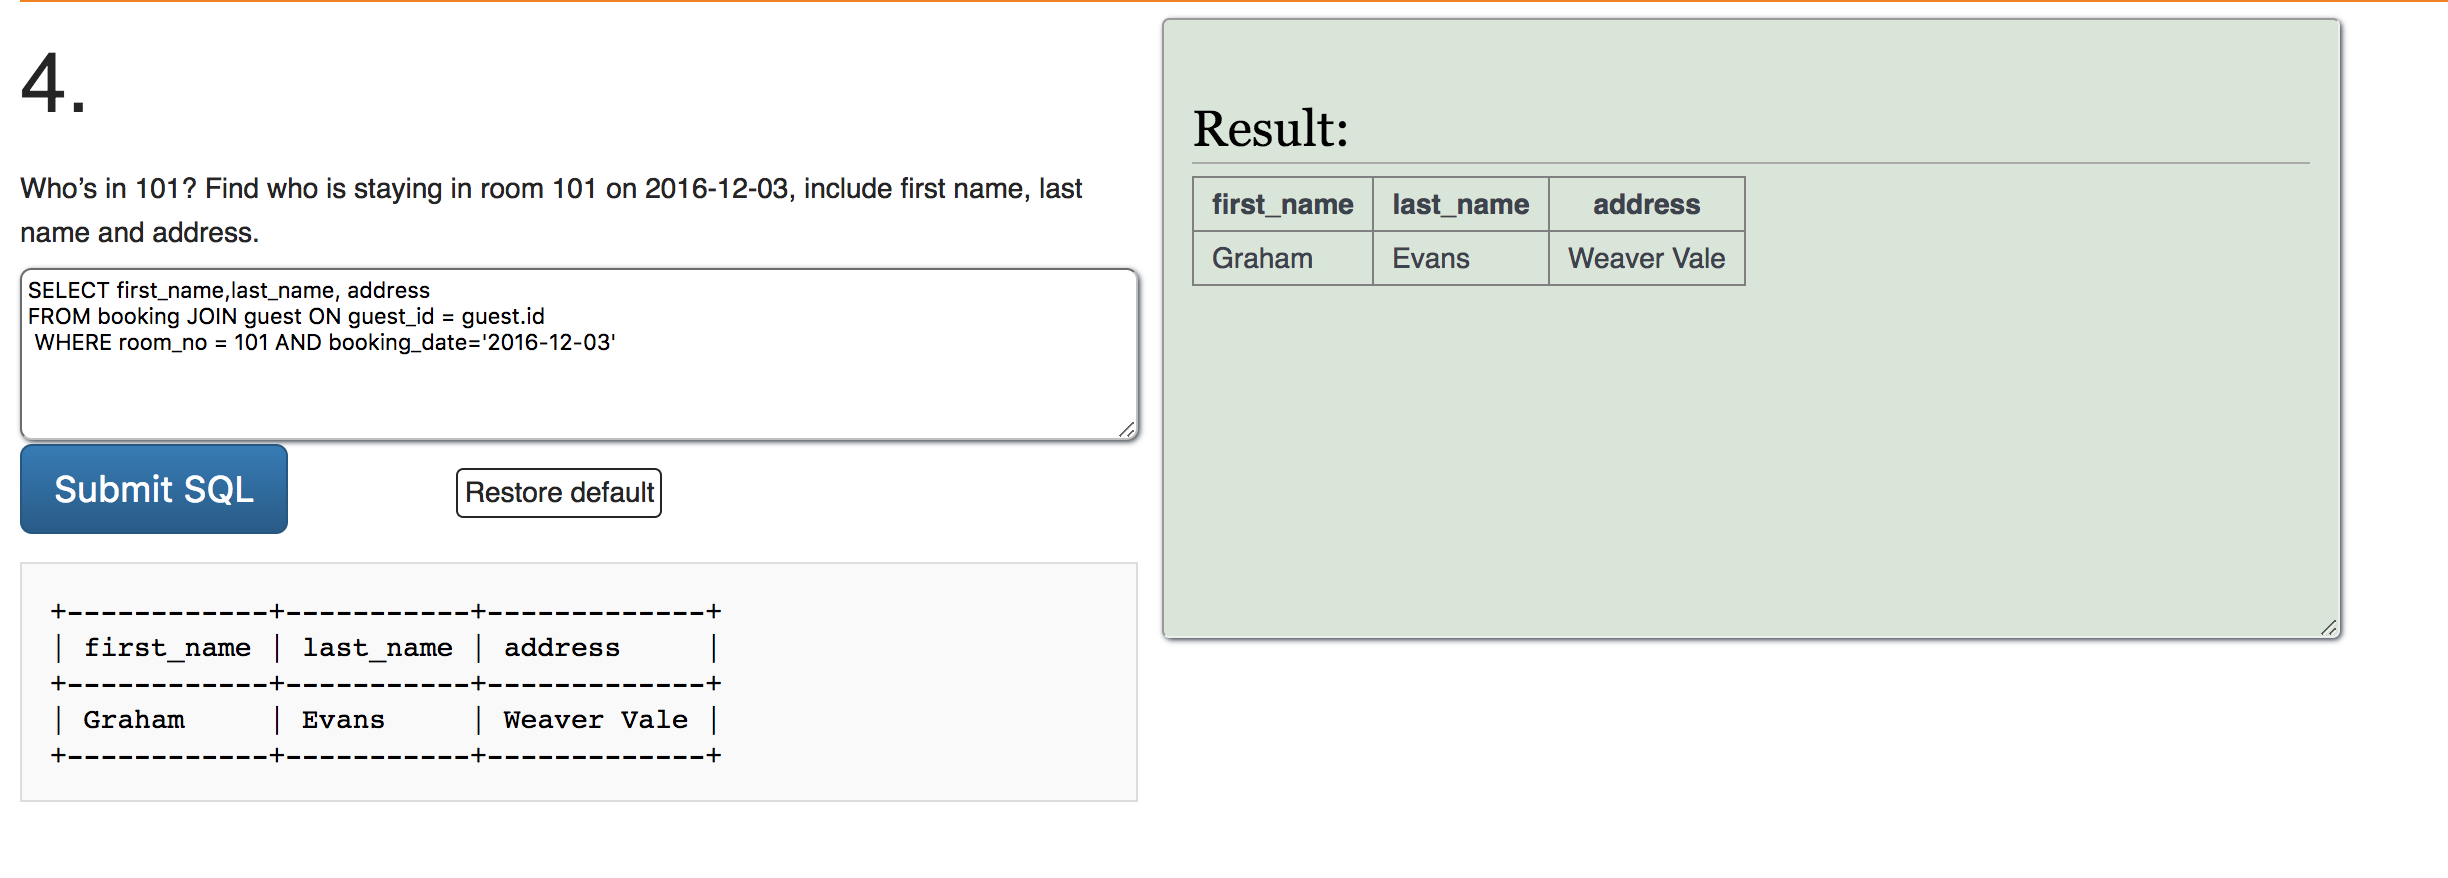 4.
Who’s in 101? Find who is staying in room 101 on 2016-12-03, include first name, last
name and address.
SELECT first_name,last_name, address
FROM booking JOIN guest ON guest_id = guest.id
 WHERE room_no = 101 AND booking_date='2016-12-03'
Submit SQL
Restore default
+------------+-----------+-------------+
| first_name | last_name | address     |
+------------+-----------+-------------+
| Graham     | Evans     | Weaver Vale |
+------------+-----------+-------------+
Result:
first_name last_name address
Graham Evans Weaver Vale